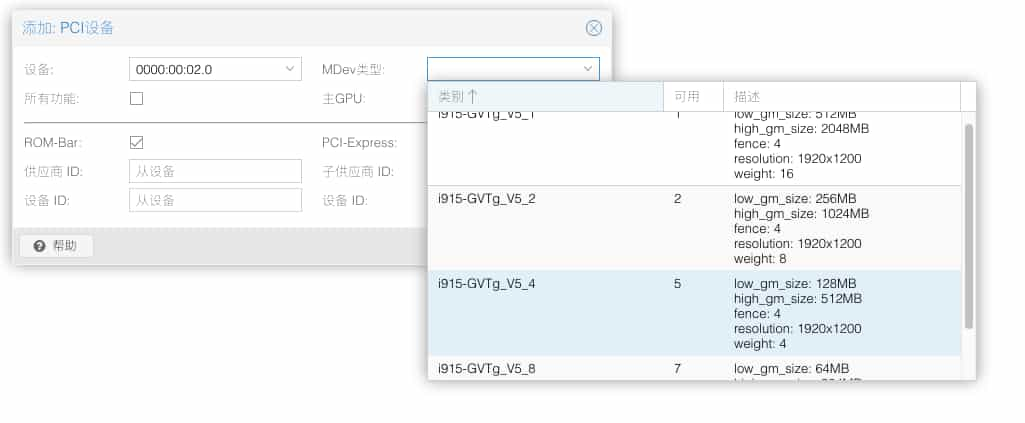 添加: PCI设备
设备: 0000:00:02.0 MDev类型:
所有功能: 主GPU:
ROM-Bar: PCI-Express:
供应商 ID: 从设备 子供应商 ID:
设备 ID: 从设备 设备 ID:
帮助
类别 可用 描述
i915-GVTg_V5_1 1 low_gm_size: 512MB
high_gm_size: 2048MB
fence: 4
resolution: 1920x1200
weight: 16
i915-GVTg_V5_2 2 low_gm_size: 256MB
high_gm_size: 1024MB
fence: 4
resolution: 1920x1200
weight: 8
i915-GVTg_V5_4 5 low_gm_size: 128MB
high_gm_size: 512MB
fence: 4
resolution: 1920x1200
weight: 4
i915-GVTg_V5_8 7 low_gm_size: 64MB